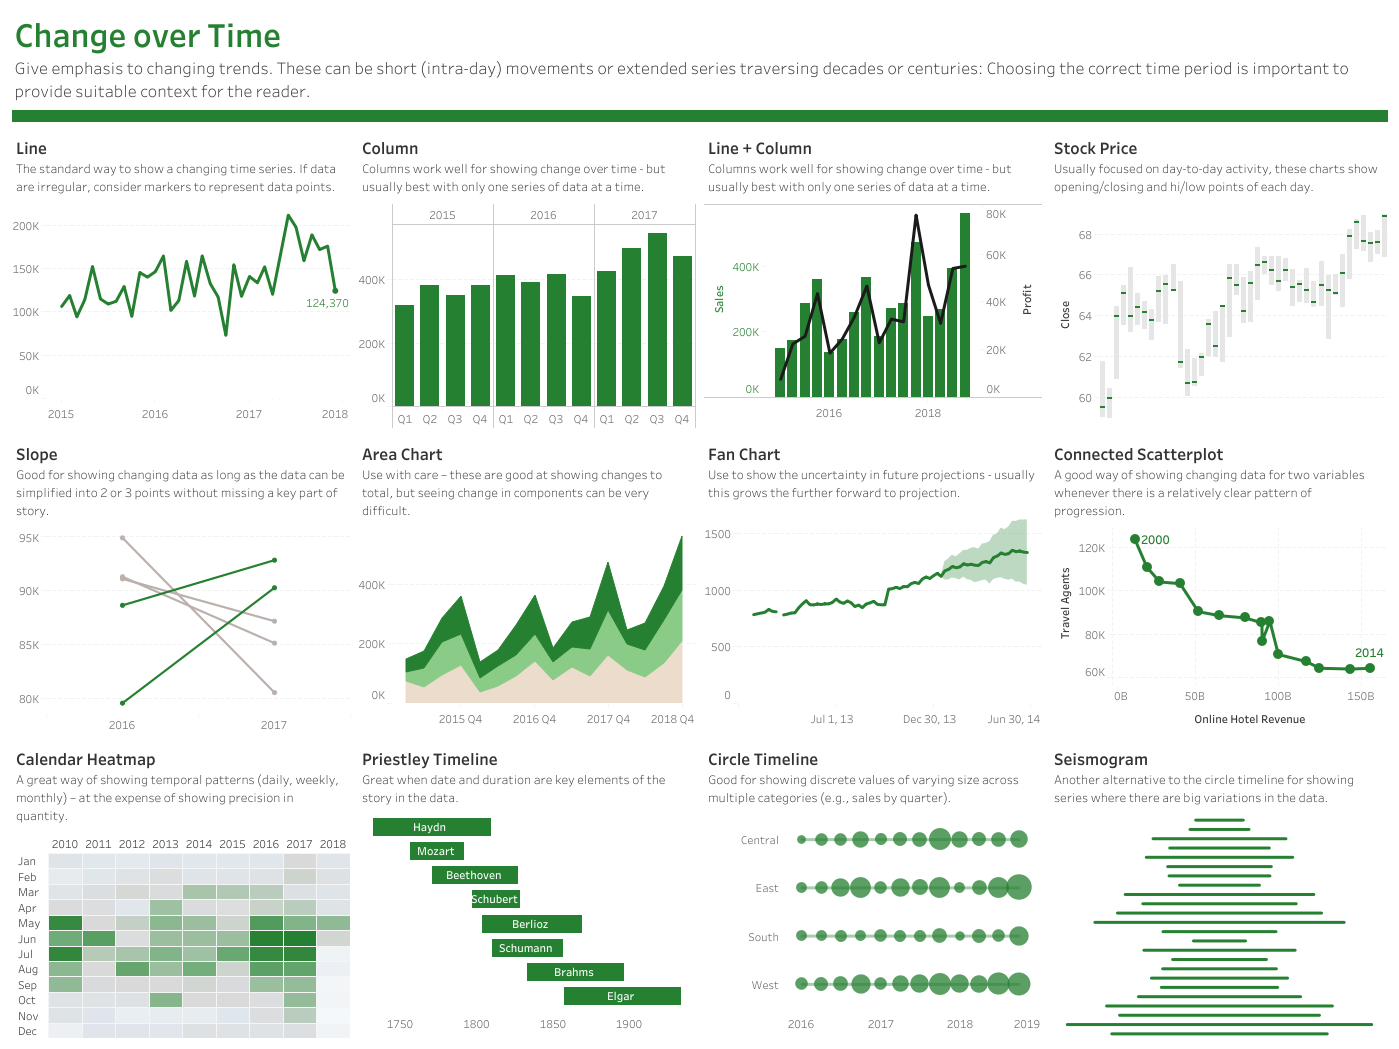 Change over Time
Give emphasis to changing trends. These can be short (intra-day) movements or extended series traversing decades or centuries: Choosing the correct time period is important to
provide suitable context for the reader.
Line
The standard way to show a changing time series. If data
are irregular, consider markers to represent data points.
200K
150K
100K
50K
0K
124,370
2015 2016 2017 2018
Column
Columns work well for showing change over time - but
usually best with only one series of data at a time.
2015 2016 2017
400K
200K
0K
Q1 Q2 Q3 Q4 Q1 Q2 Q3 Q4 Q1 Q2 Q3 Q4
Line + Column
Columns work well for showing change over time - but
usually best with only one series of data at a time.
Sales
400K
200K
0K
80K
60K
40K
20K
0K
Profit
2016 2018
Stock Price
Usually focused on day-to-day activity, these charts show
opening/closing and hi/low points of each day.
Close
68
66
64
62
60
Slope
Good for showing changing data as long as the data can be
simplified into 2 or 3 points without missing a key part of
story.
95K
90K
85K
80K
2016 2017
Area Chart
Use with care – these are good at showing changes to
total, but seeing change in components can be very
difficult.
400K
200K
0K
2015 Q4 2016 Q4 2017 Q4 2018 Q4
Fan Chart
Use to show the uncertainty in future projections - usually
this grows the further forward to projection.
1500
1000
500
0
Jul 1, 13 Dec 30, 13 Jun 30, 14
Connected Scatterplot
A good way of showing changing data for two variables
whenever there is a relatively clear pattern of
progression.
Travel Agents
120K
100K
80K
60K
2000
2014
0B 50B 100B 150B
Online Hotel Revenue
Calendar Heatmap
A great way of showing temporal patterns (daily, weekly,
monthly) – at the expense of showing precision in
quantity.
2010 2011 2012 2013 2014 2015 2016 2017 2018
Jan
Feb
Mar
Apr
May
Jun
Jul
Aug
Sep
Oct
Nov
Dec
Priestley Timeline
Great when date and duration are key elements of the
story in the data.
Haydn
Mozart
Beethoven
Schubert
Berlioz
Schumann
Brahms
Elgar
1750 1800 1850 1900
Circle Timeline
Good for showing discrete values of varying size across
multiple categories (e.g., sales by quarter).
Central
East
South
West
2016 2017 2018 2019
Seismogram
Another alternative to the circle timeline for showing
series where there are big variations in the data.